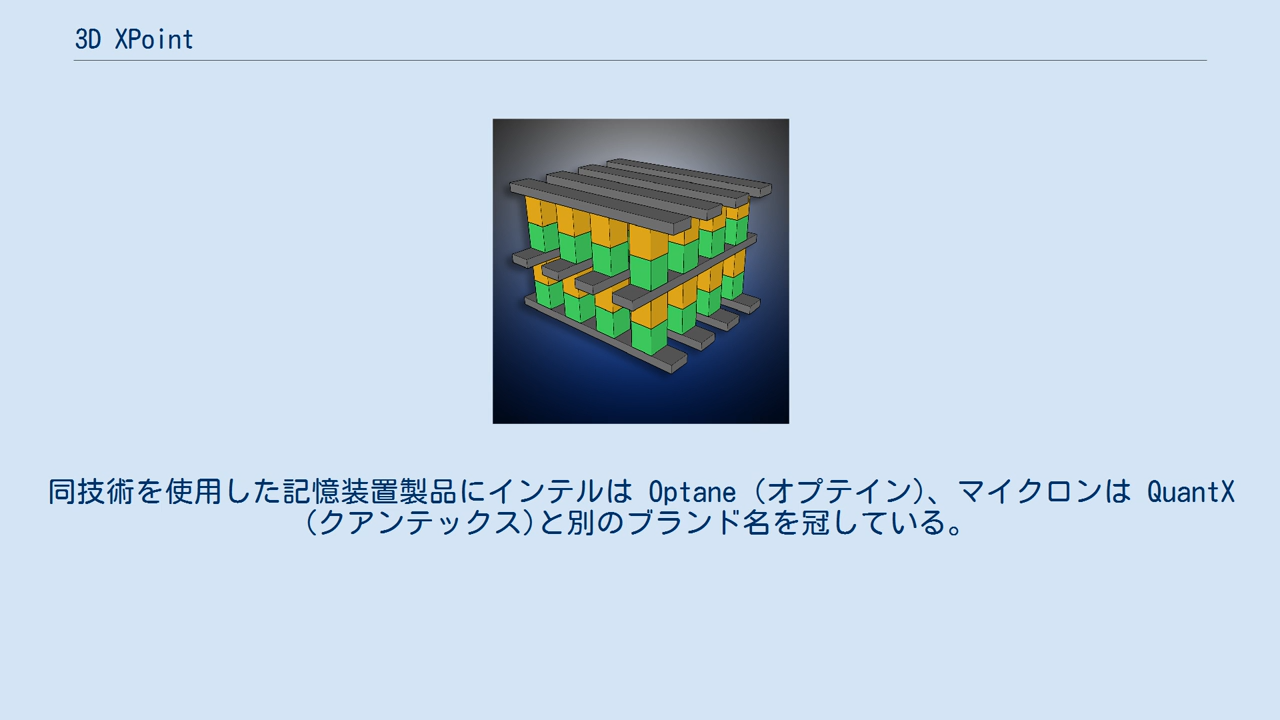 3D XPoint
同技術を使用した記憶装置製品にインテルは Optane (オプテイン)、マイクロンは QuantX
(クアンテックス)と別のブランド名を冠している。